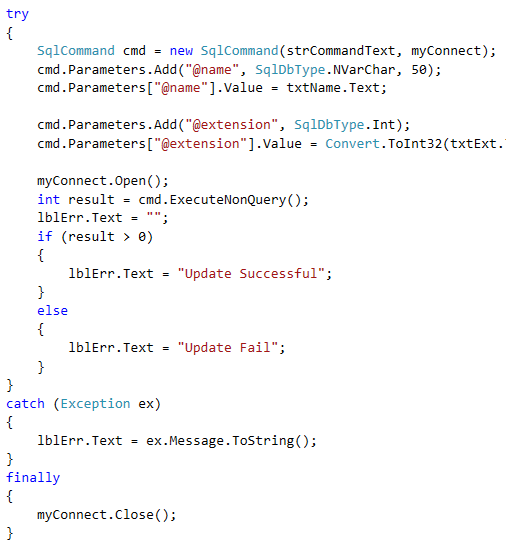 try
{
    SqlCommand cmd = new SqlCommand(strCommandText, myConnect);
    cmd.Parameters.Add("@name", SqlDbType.NVarChar, 50);
    cmd.Parameters["@name"].Value = txtName.Text;

    cmd.Parameters.Add("@extension", SqlDbType.Int);
    cmd.Parameters["@extension"].Value = Convert.ToInt32(txtExt.

    myConnect.Open();
    int result = cmd.ExecuteNonQuery();
    lblErr.Text = "";
    if (result > 0)
    {
        lblErr.Text = "Update Successful";
    }
    else
    {
        lblErr.Text = "Update Fail";
    }
}
catch (Exception ex)
{
    lblErr.Text = ex.Message.ToString();
}
finally
{
    myConnect.Close();
}